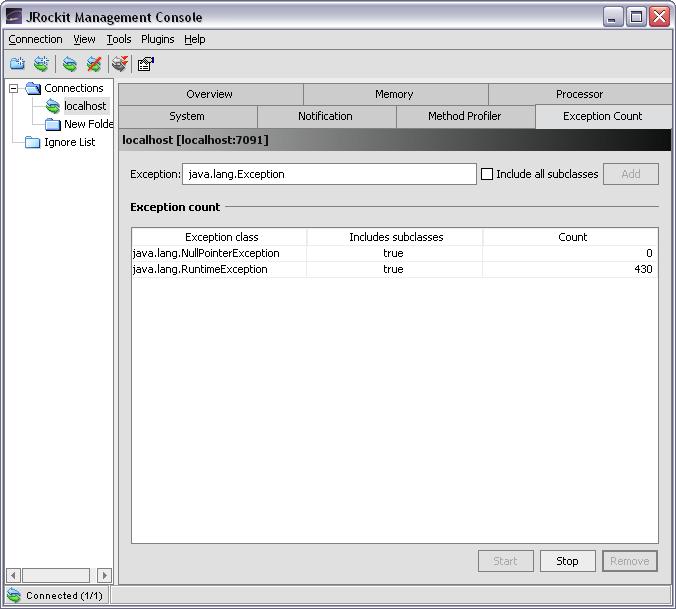 JRockit Management Console
Connection View Tools Plugins Help
Connections
localhost
New Folde
Ignore List
Overview Memory Processor
System Notification Method Profiler Exception Count
localhost [localhost:7091]
Exception: java.lang.Exception Include all subclasses Add
Exception count
Exception class Includes subclasses Count
java.lang.NullPointerException true 0
java.lang.RuntimeException true 430
Start Stop Remove
Connected (1/1)